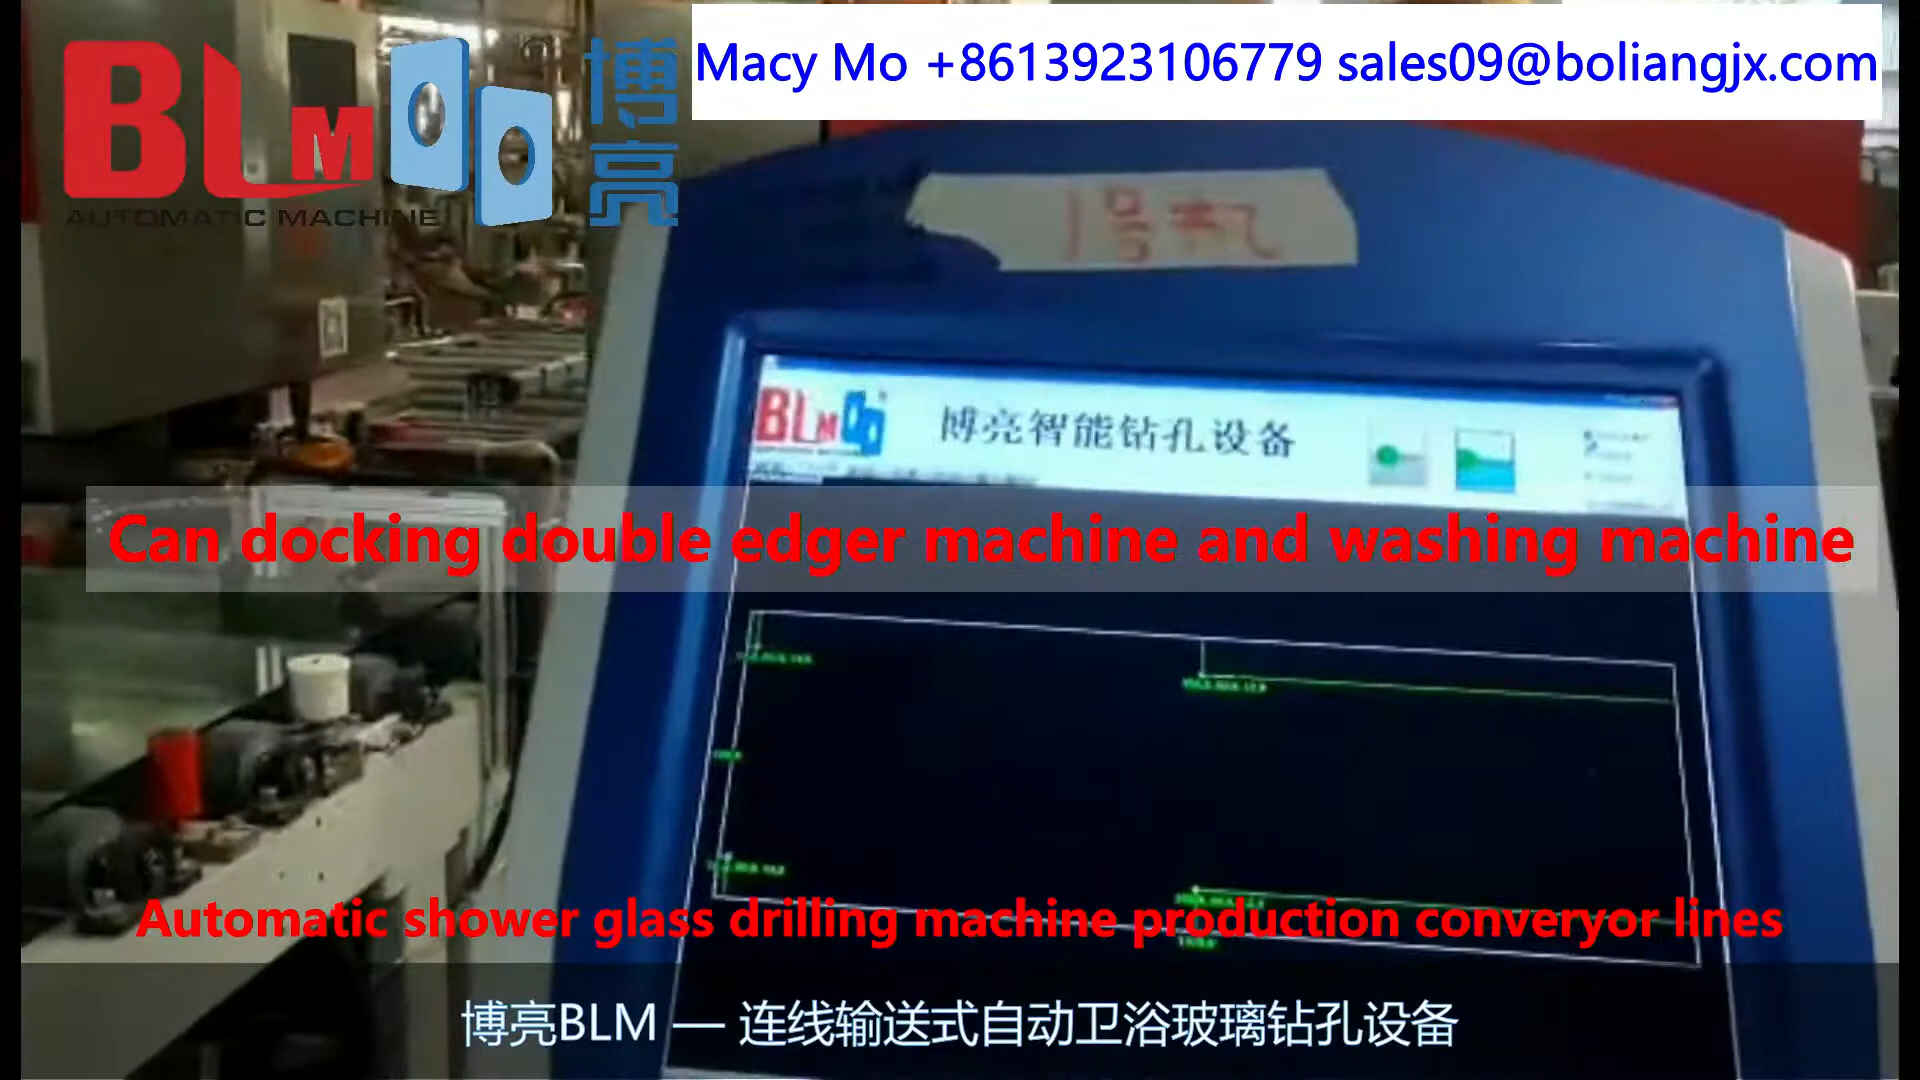 BLM
博亮
AUTOMATIC MACHINE
Macy Mo +8613923106779 sales09@boliangjx.com
1号机
BLM
博亮智能钻孔设备
Can docking double edger machine and washing machine
Automatic shower glass drilling machine production converyor lines
博亮BLM — 连线输送式自动卫浴玻璃钻孔设备